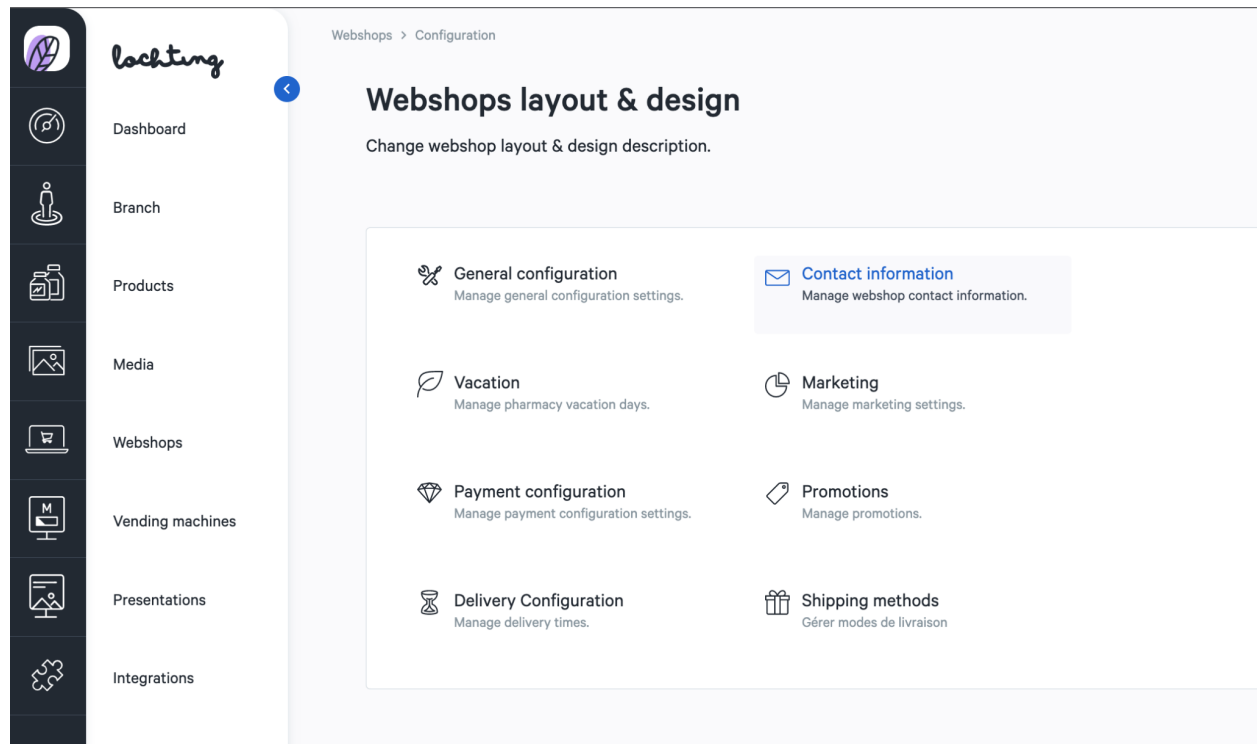 lochting
Dashboard
Branch
Products
Media
Webshops
M
Vending machines
Presentations
Integrations
Webshops > Configuration
Webshops layout & design
Change webshop layout & design description.
General configuration
Manage general configuration settings.
Contact information
Manage webshop contact information.
Vacation
Manage pharmacy vacation days.
Marketing
Manage marketing settings.
Payment configuration
Manage payment configuration settings.
Promotions
Manage promotions.
Delivery Configuration
Manage delivery times.
Shipping methods
Gérer modes de livraison